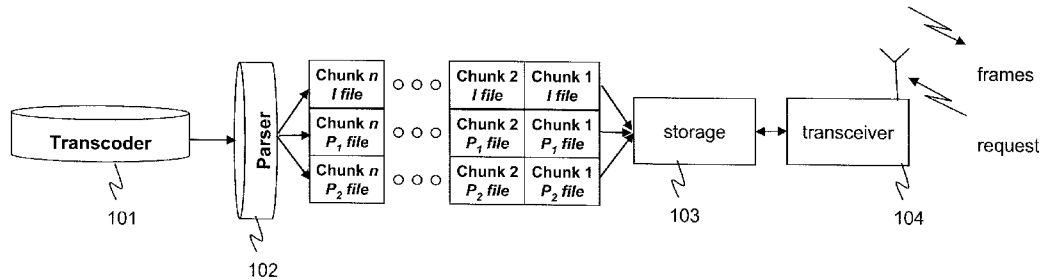 Transcoder
101
Parser
102
Chunk n
I file
Chunk 2
I file
Chunk 1
I file
Chunk n
P1 file
Chunk 2
P1 file
Chunk 1
P1 file
Chunk n
P2 file
Chunk 2
P2 file
Chunk 1
P2 file
storage
103
transceiver
104
frames
request